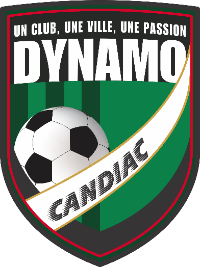 UN CLUB, UNE VILLE, UNE PASSION
DYNAMO
CANDIAC